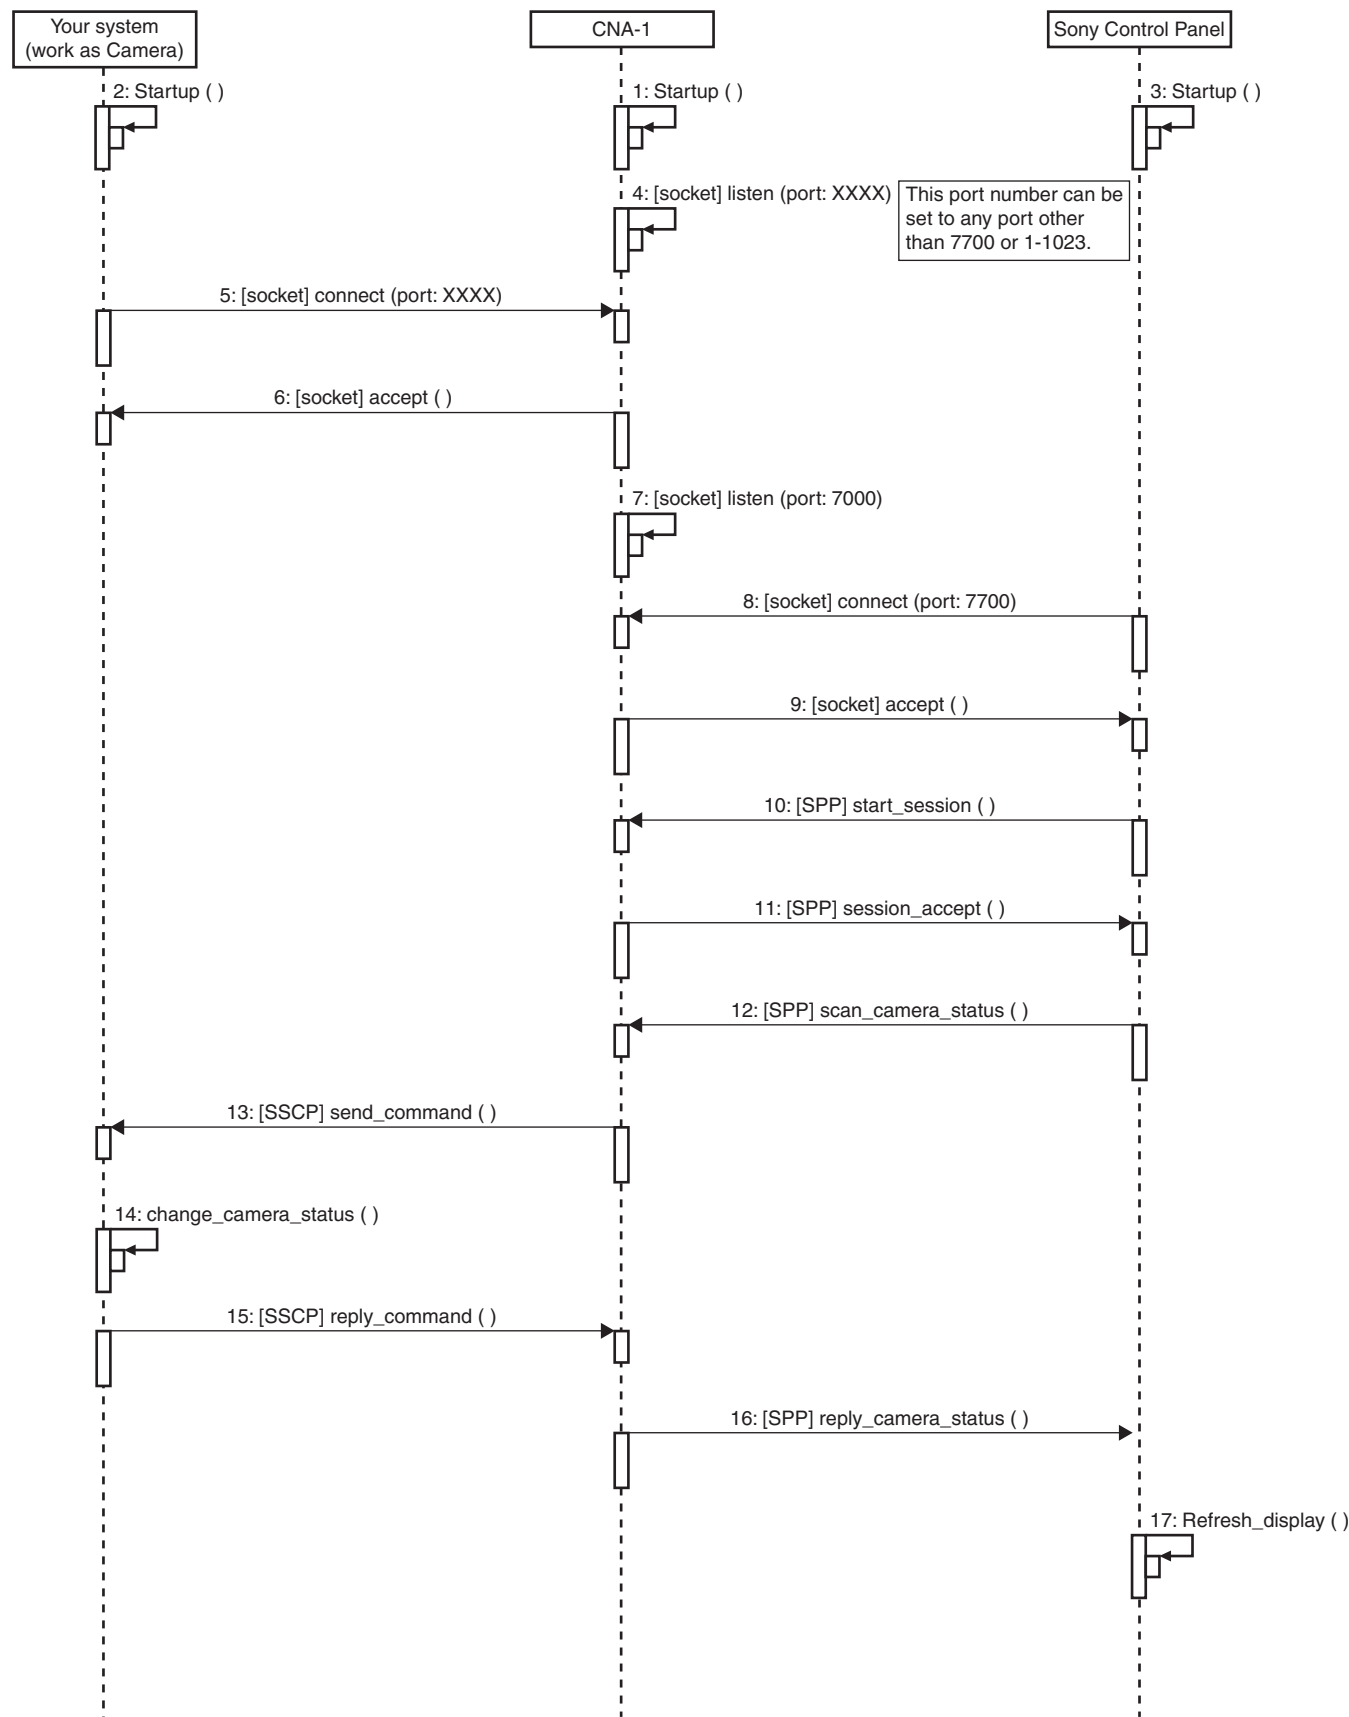 Your system
(work as Camera)
CNA-1
Sony Control Panel
2: Startup ( )
1: Startup ( )
3: Startup ( )
4: [socket] listen (port: XXXX)
This port number can be
set to any port other
than 7700 or 1-1023.
5: [socket] connect (port: XXXX)
6: [socket] accept ( )
7: [socket] listen (port: 7000)
8: [socket] connect (port: 7700)
9: [socket] accept ( )
10: [SPP] start_session ( )
11: [SPP] session_accept ( )
12: [SPP] scan_camera_status ( )
13: [SSCP] send_command ( )
14: change_camera_status ( )
15: [SSCP] reply_command ( )
16: [SPP] reply_camera_status ( )
17: Refresh_display ( )